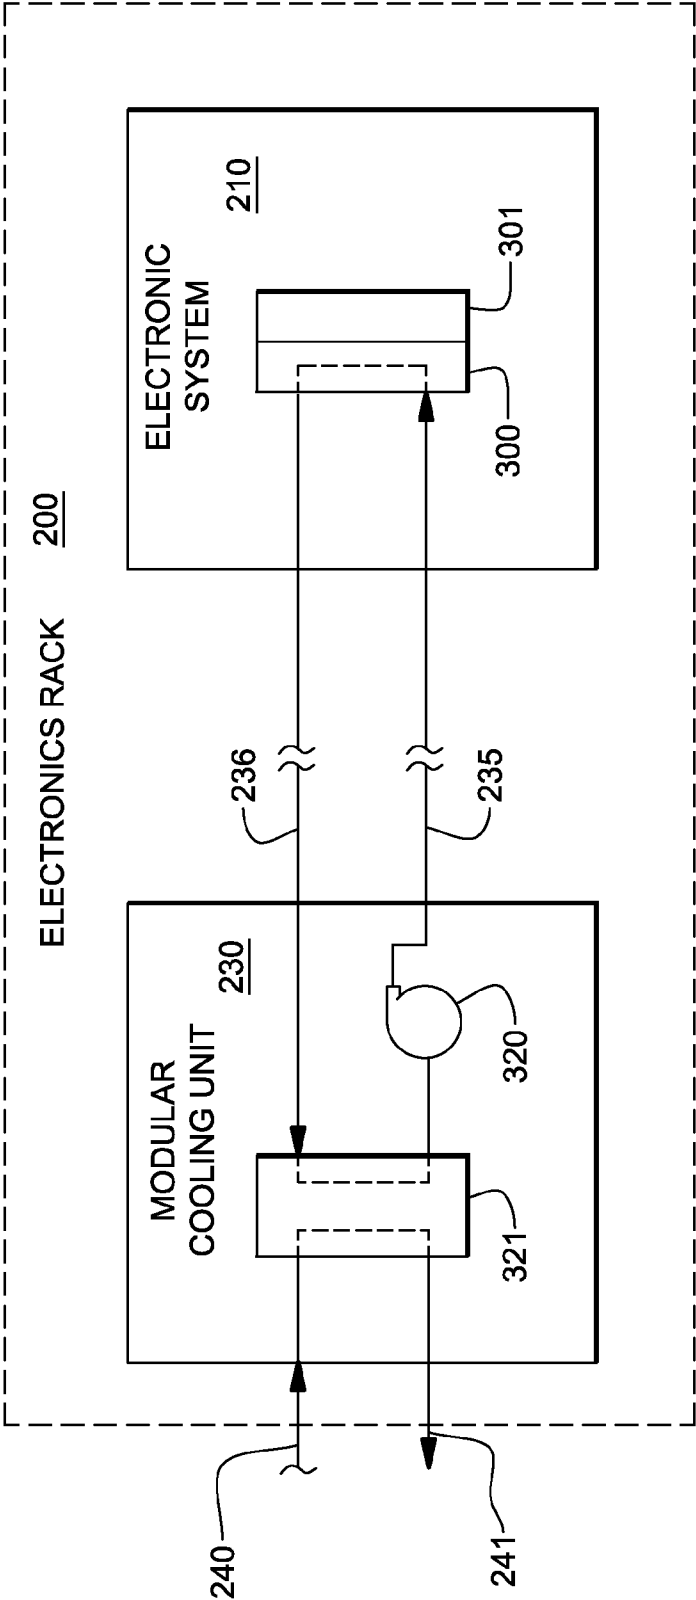 ELECTRONICS RACK 200
MODULAR
COOLING UNIT
230
ELECTRONIC
SYSTEM
210
236
235
240
241
321
320
300
301